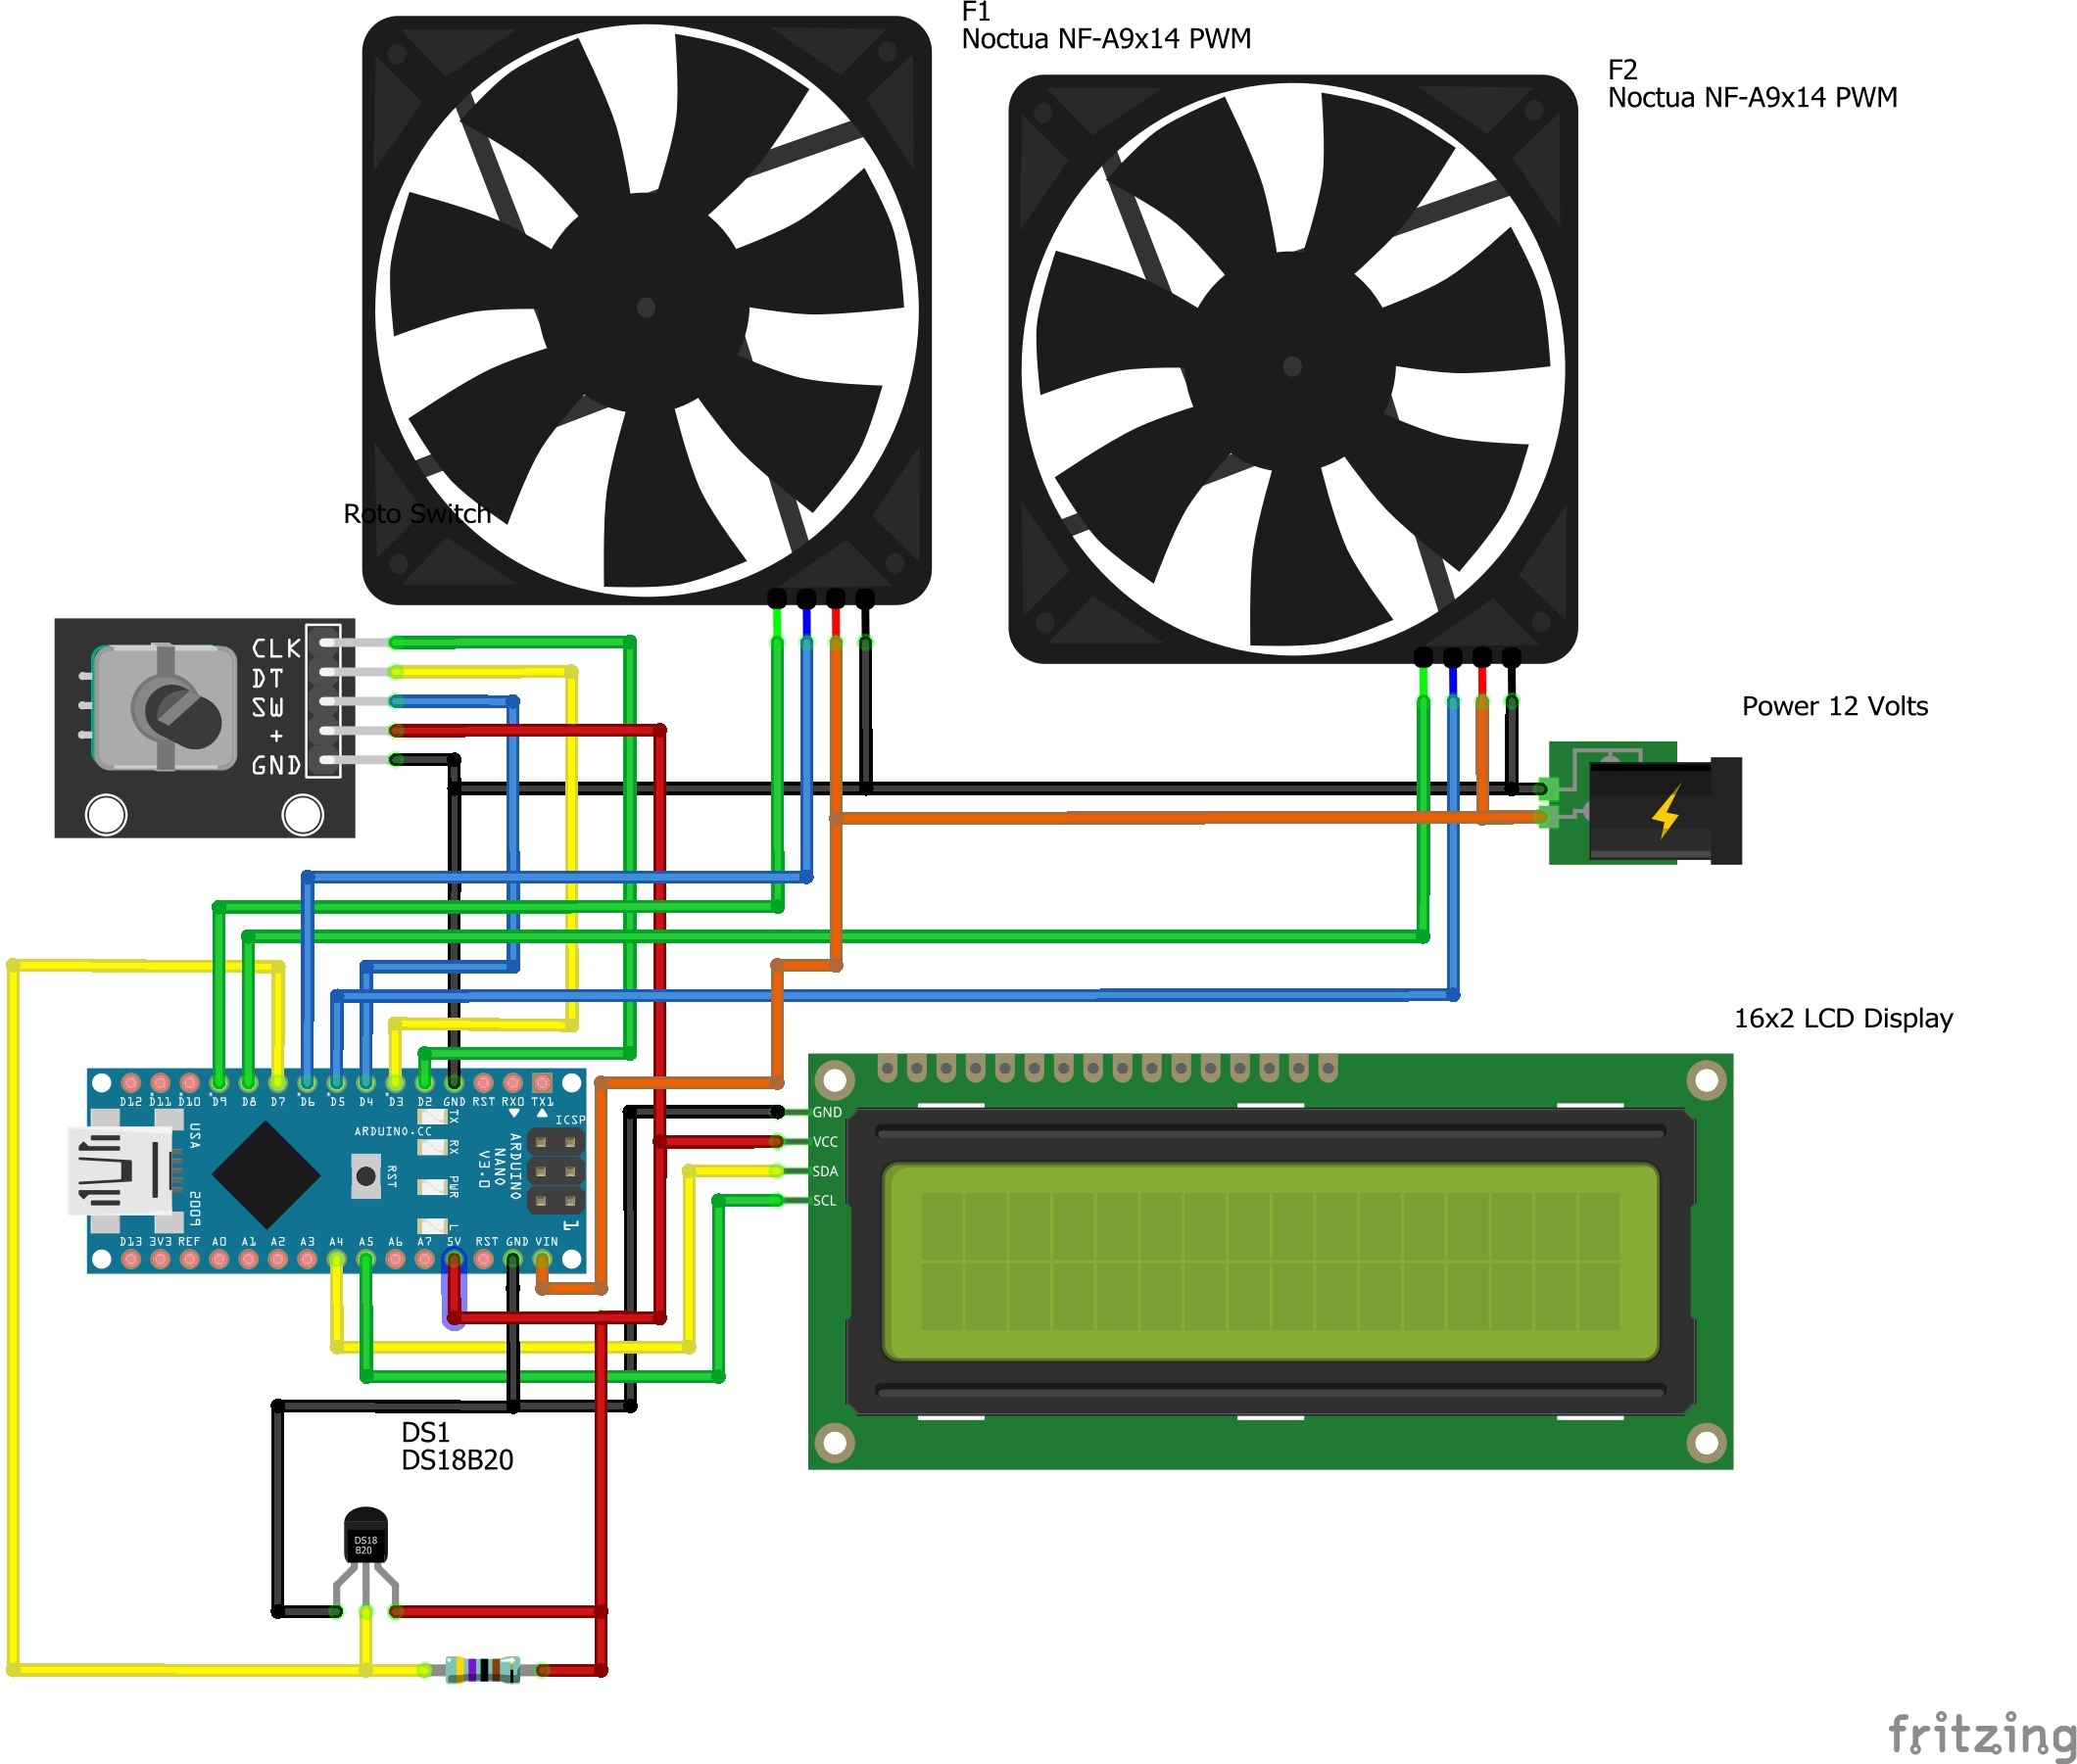 F1
Noctua NF-A9x14 PWM
F2
Noctua NF-A9x14 PWM
Roto Switch
CLK
DT
SW
+
GND
Power 12 Volts
16x2 LCD Display
D12 D11 D10 D9 D8 D7 D6 D5 D4 D3 D2 GND RST RX0 TX1
ICSP
ARDUINO.CC
USA
TX
RX
RST
PWR
L
ARDUINO
NANO
V3.0
2009
1
D13 3V3 REF A0 A1 A2 A3 A4 A5 A6 A7 5V RST GND VIN
GND
VCC
SDA
SCL
DS1
DS18B20
DS18
B20
fritzing